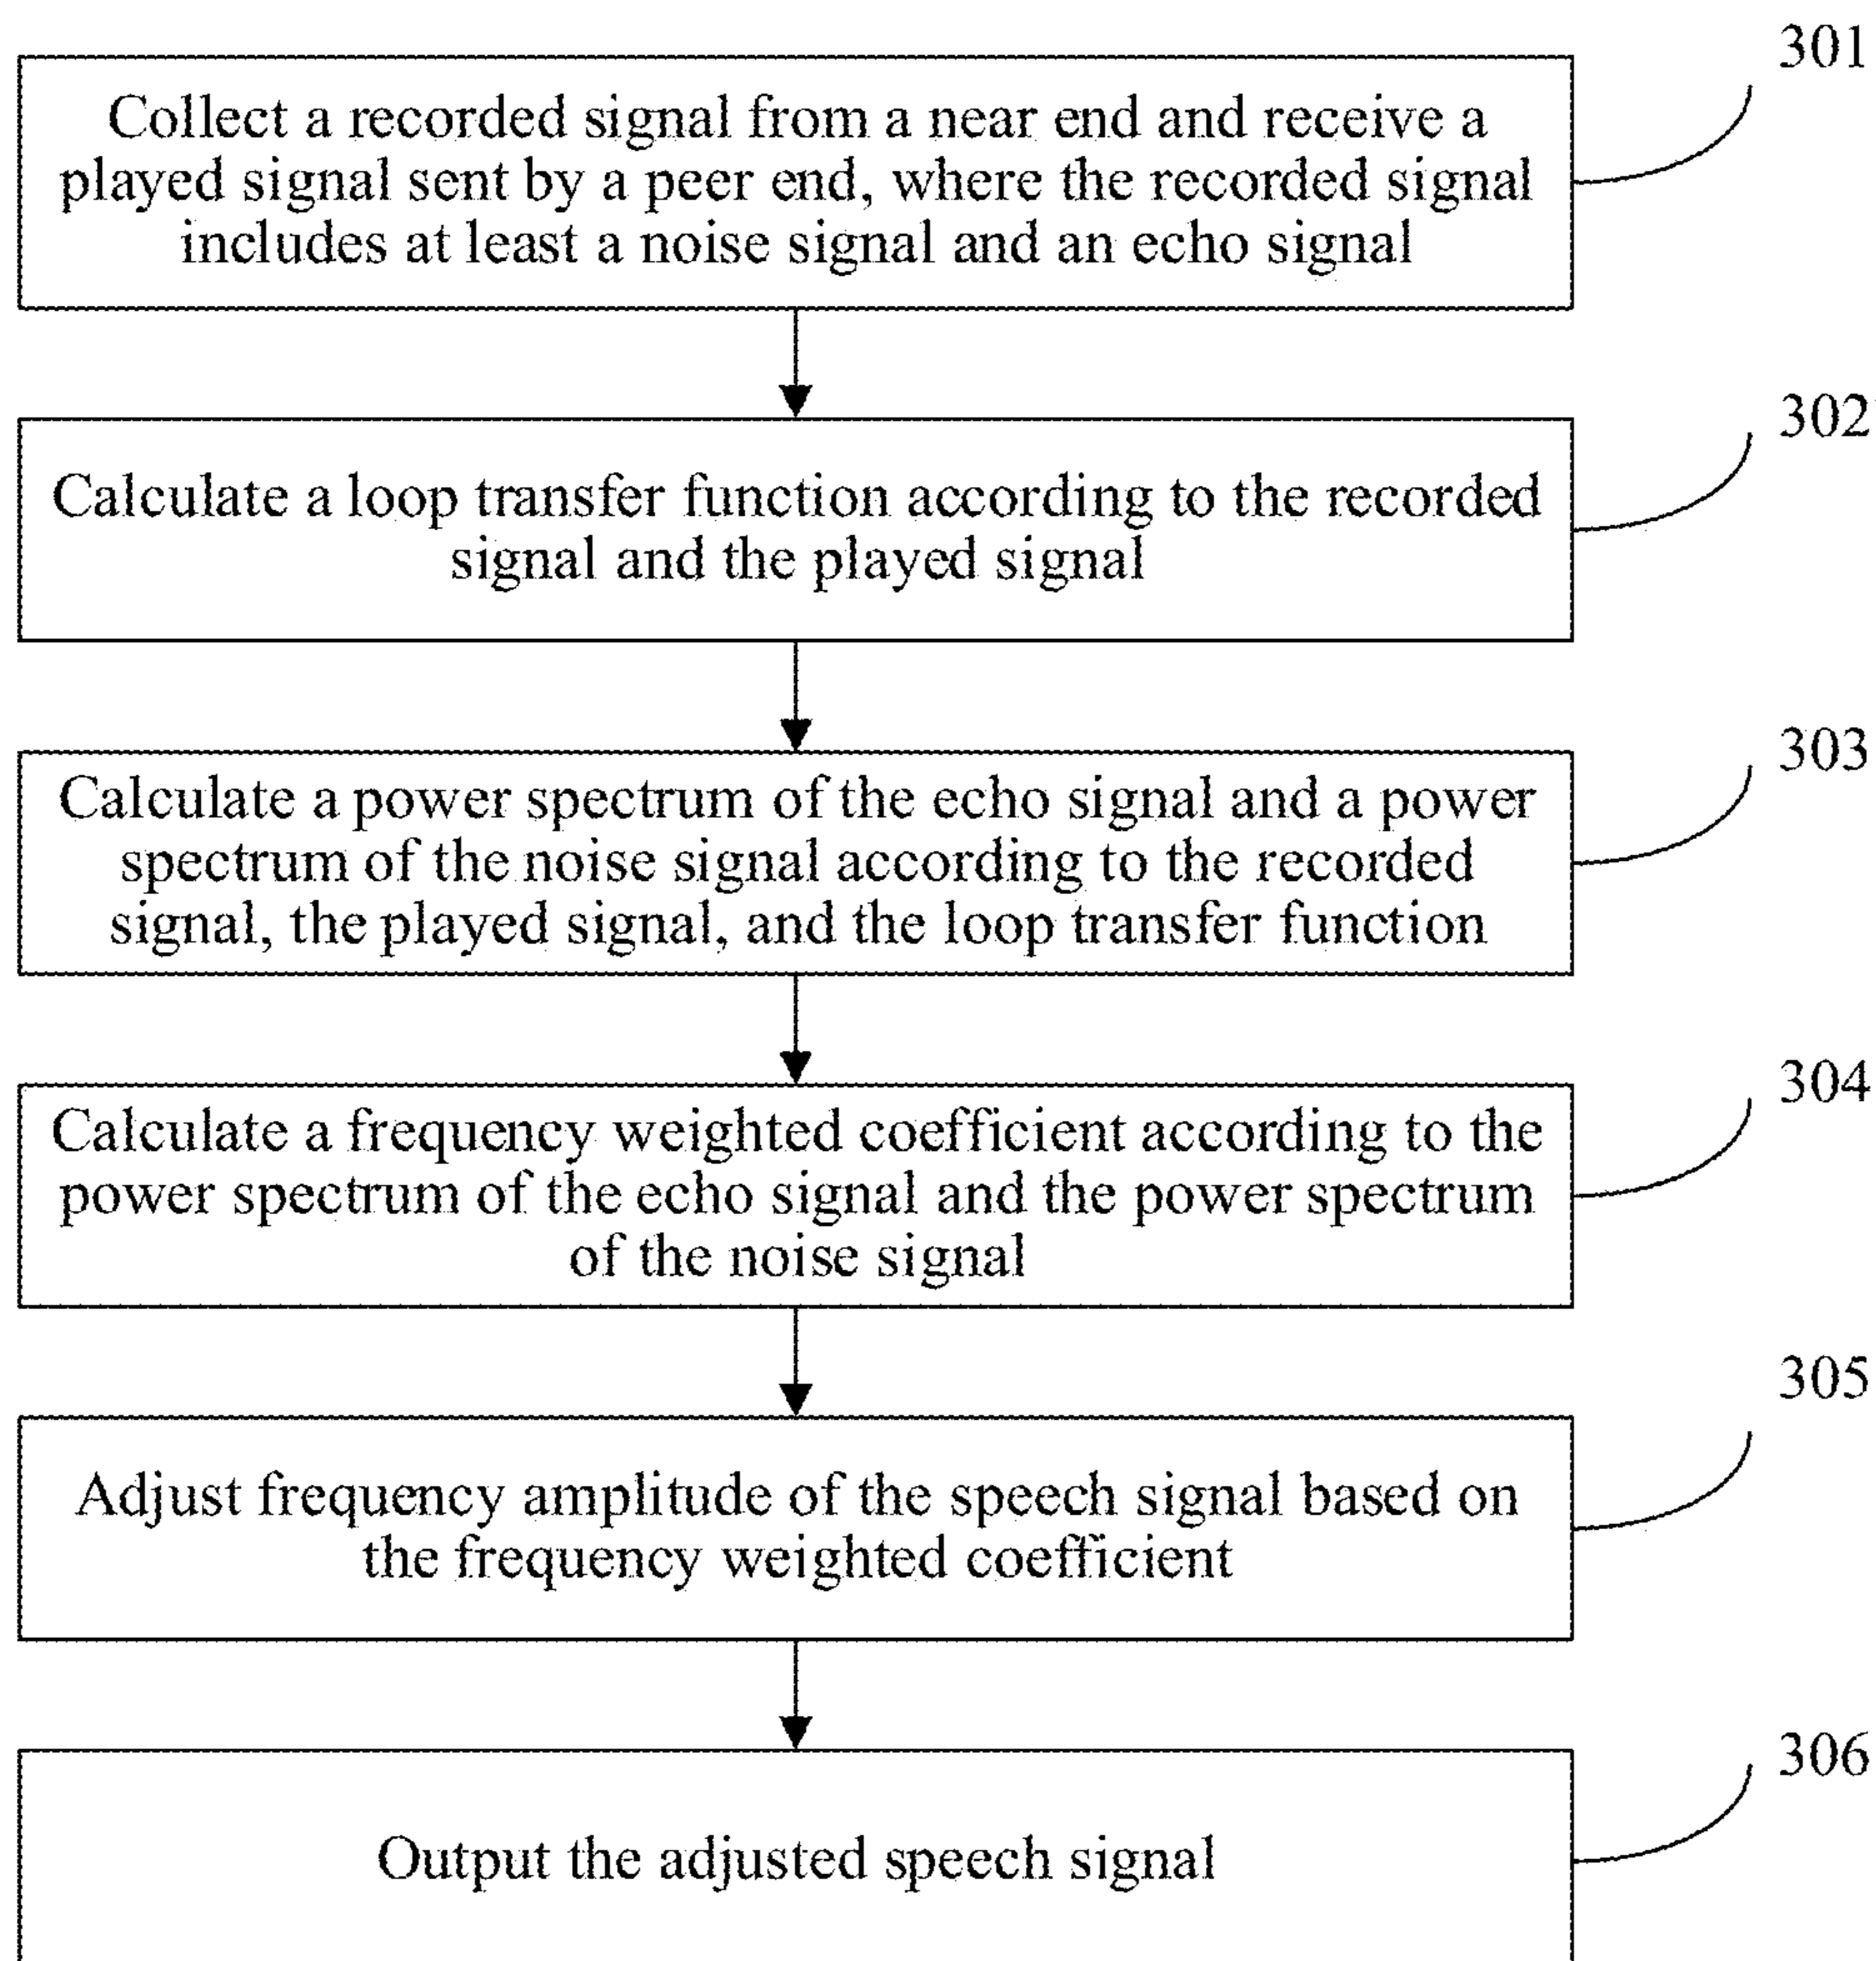 301
Collect a recorded signal from a near end and receive a
played signal sent by a peer end, where the recorded signal
includes at least a noise signal and an echo signal
302
Calculate a loop transfer function according to the recorded
signal and the played signal
303
Calculate a power spectrum of the echo signal and a power
spectrum of the noise signal according to the recorded
signal, the played signal, and the loop transfer function
304
Calculate a frequency weighted coefficient according to the
power spectrum of the echo signal and the power spectrum
of the noise signal
305
Adjust frequency amplitude of the speech signal based on
the frequency weighted coefficient
306
Output the adjusted speech signal